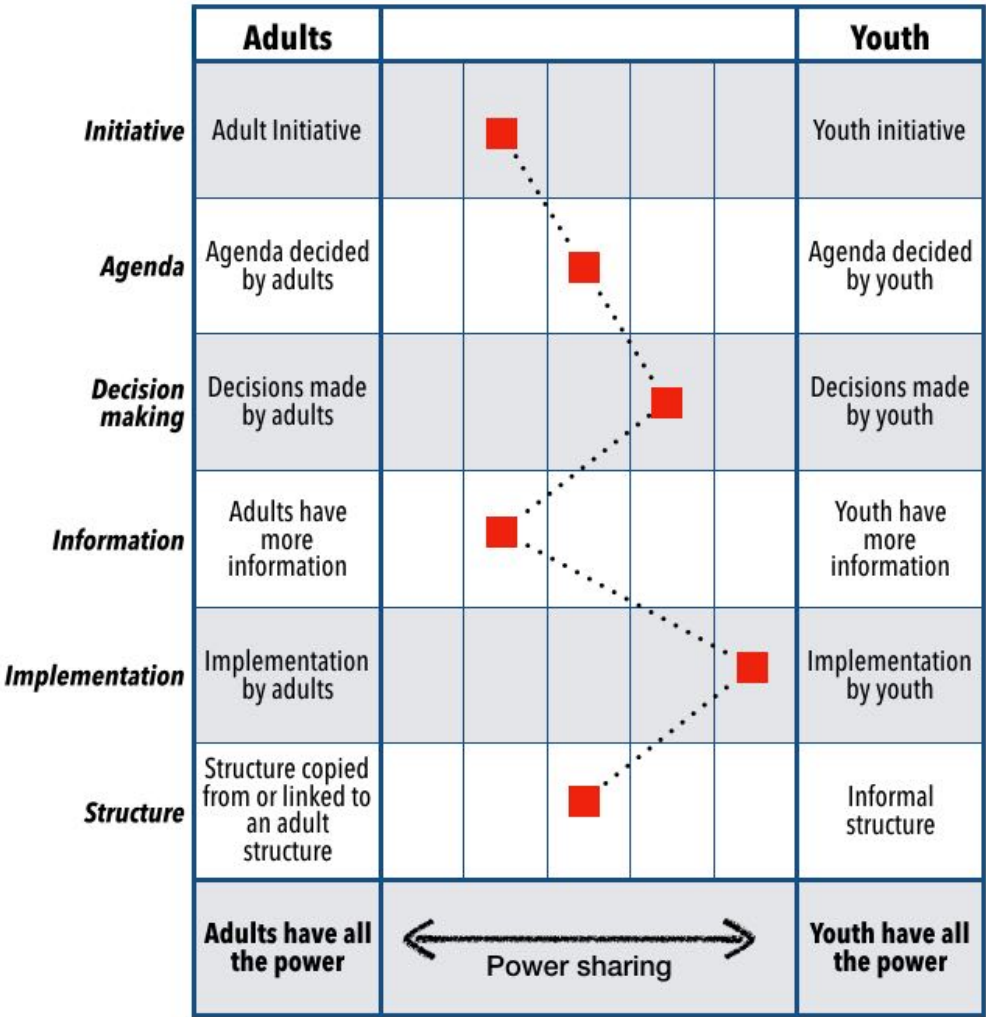 Adults
Youth
Initiative
Adult Initiative
Youth initiative
Agenda
Agenda decided
by adults
Agenda decided
by youth
Decision
making
Decisions made
by adults
Decisions made
by youth
Information
Adults have
more
information
Youth have
more
information
Implementation
Implementation
by adults
Implementation
by youth
Structure
Structure copied
from or linked to
an adult
structure
Informal
structure
Adults have all
the power
Power sharing
Youth have all
the power